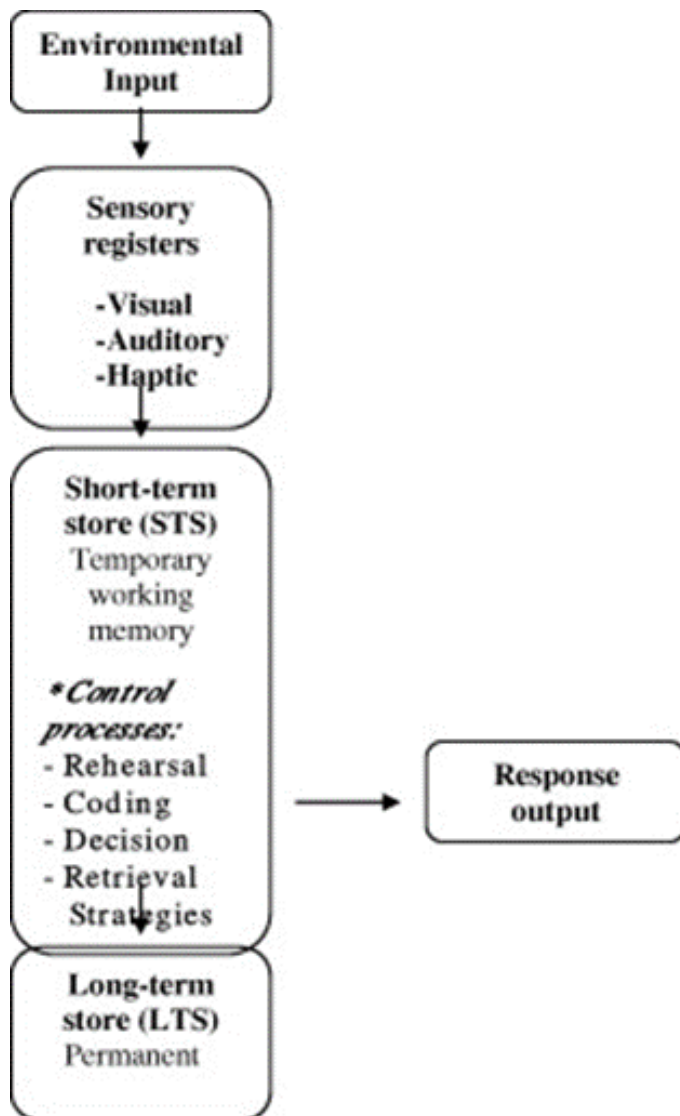 Environmental
Input
Sensory
registers
-Visual
-Auditory
-Haptic
Short-term
store (STS)
Temporary
working
memory
*Control
processes:
- Rehearsal
- Coding
- Decision
- Retrieval
Strategies
Response
output
Long-term
store (LTS)
Permanent